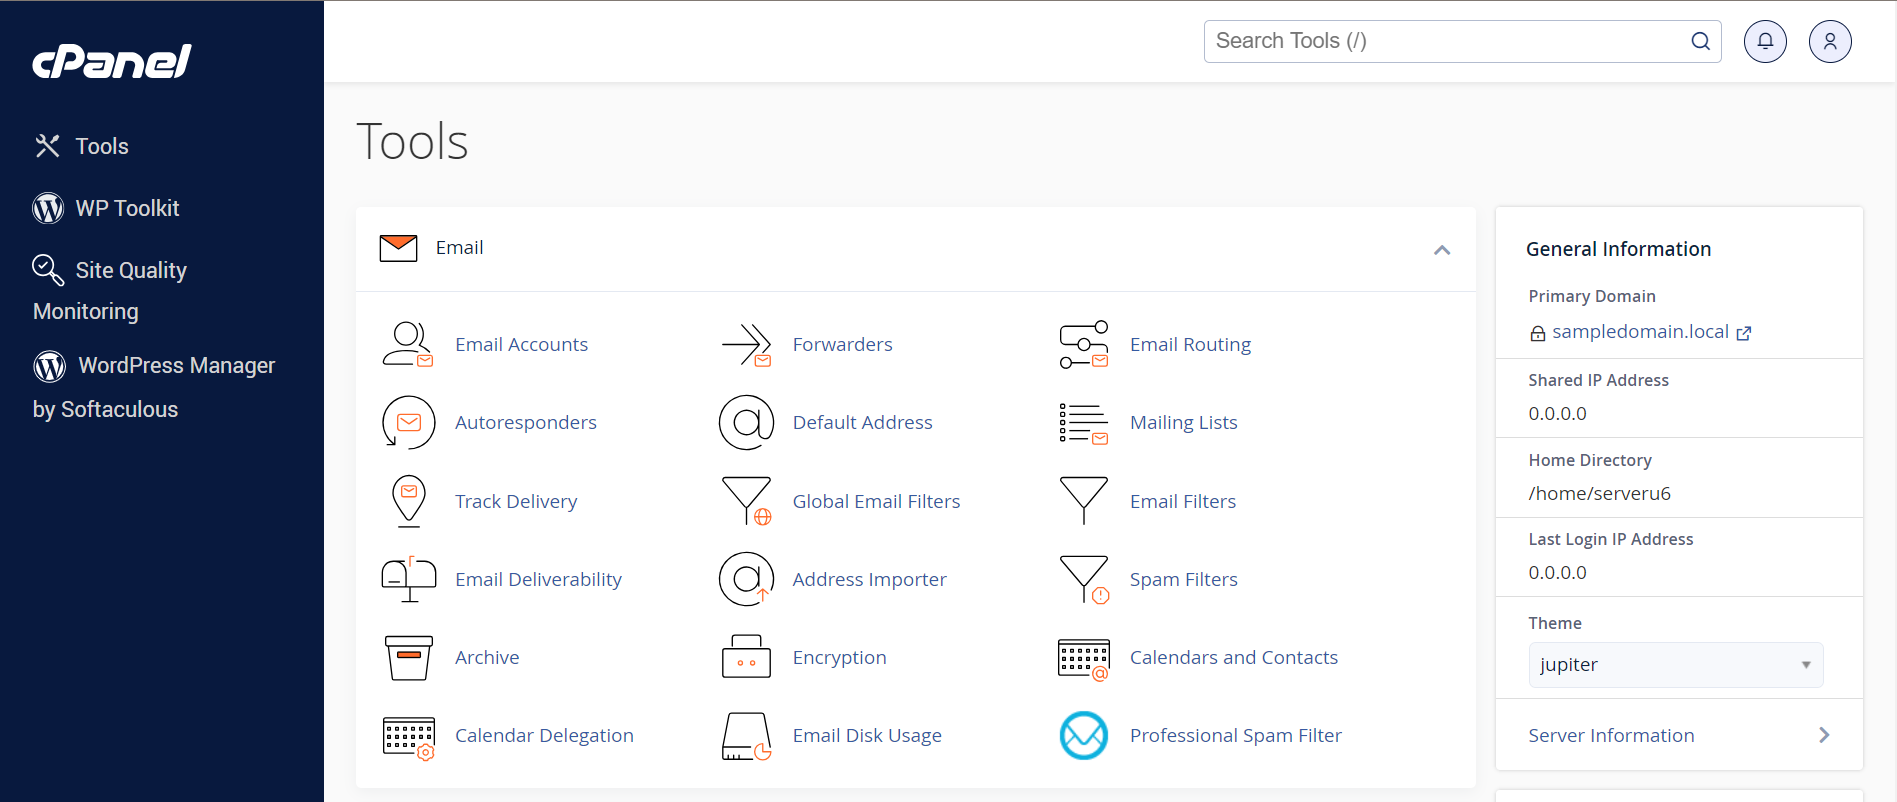 cPanel
Search Tools (/)
Tools
WP Toolkit
Site Quality
Monitoring
WordPress Manager
by Softaculous
Tools
Email
Email Accounts
Forwarders
Email Routing
Autoresponders
Default Address
Mailing Lists
Track Delivery
Global Email Filters
Email Filters
Email Deliverability
Address Importer
Spam Filters
Archive
Encryption
Calendars and Contacts
Calendar Delegation
Email Disk Usage
Professional Spam Filter
General Information
Primary Domain
sampledomain.local
Shared IP Address
0.0.0.0
Home Directory
/home/serveru6
Last Login IP Address
0.0.0.0
Theme
jupiter
Server Information